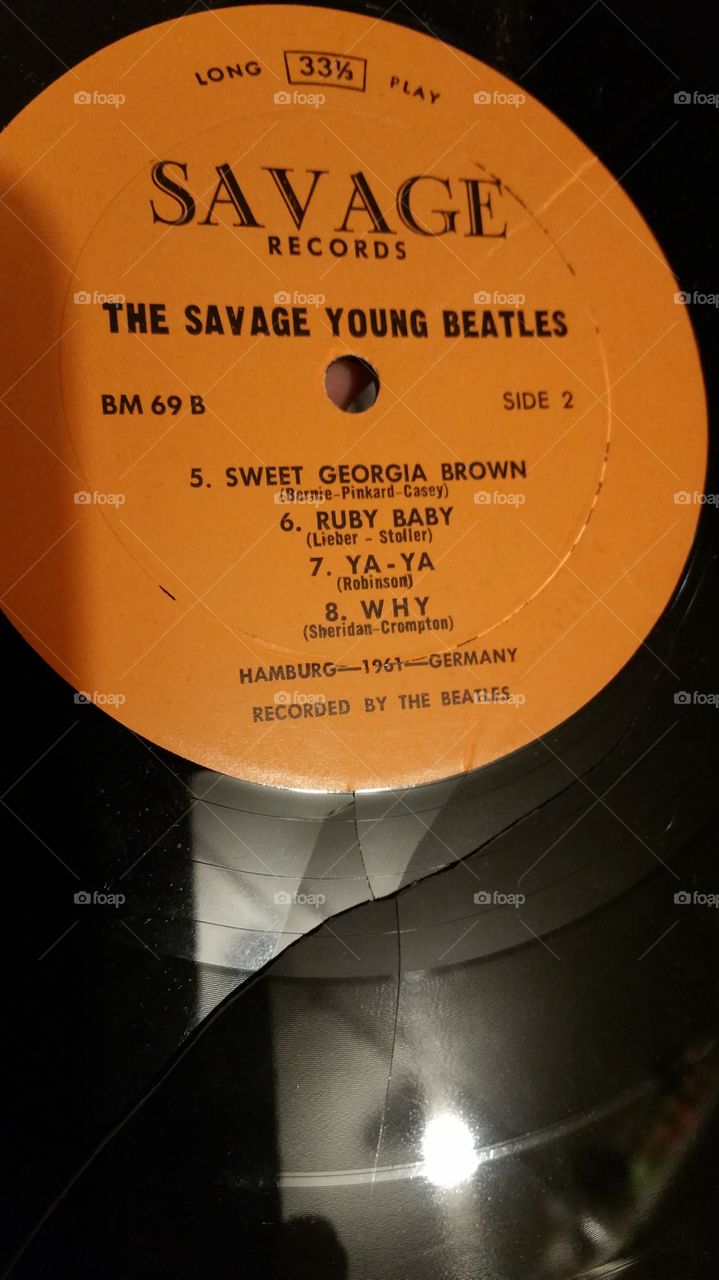 LONG 33⅓ PLAY
SAVAGE
RECORDS
THE SAVAGE YOUNG BEATLES
BM 69 B SIDE 2
5. SWEET GEORGIA BROWN
(Bernie-Pinkard-Casey)
6. RUBY BABY
(Lieber - Stoller)
7. YA-YA
(Robinson)
8. WHY
(Sheridan-Crompton)
HAMBURG—1961—GERMANY
RECORDED BY THE BEATLES
foap